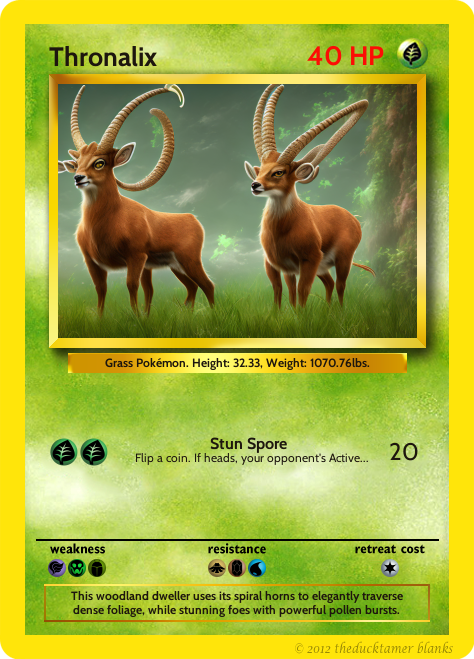 Thronalix
40 HP
Grass Pokémon. Height: 32.33, Weight: 1070.76lbs.
Stun Spore
Flip a coin. If heads, your opponent's Active...
20
weakness
resistance
retreat cost
This woodland dweller uses its spiral horns to elegantly traverse
dense foliage, while stunning foes with powerful pollen bursts.
© 2012 theducktamer blanks